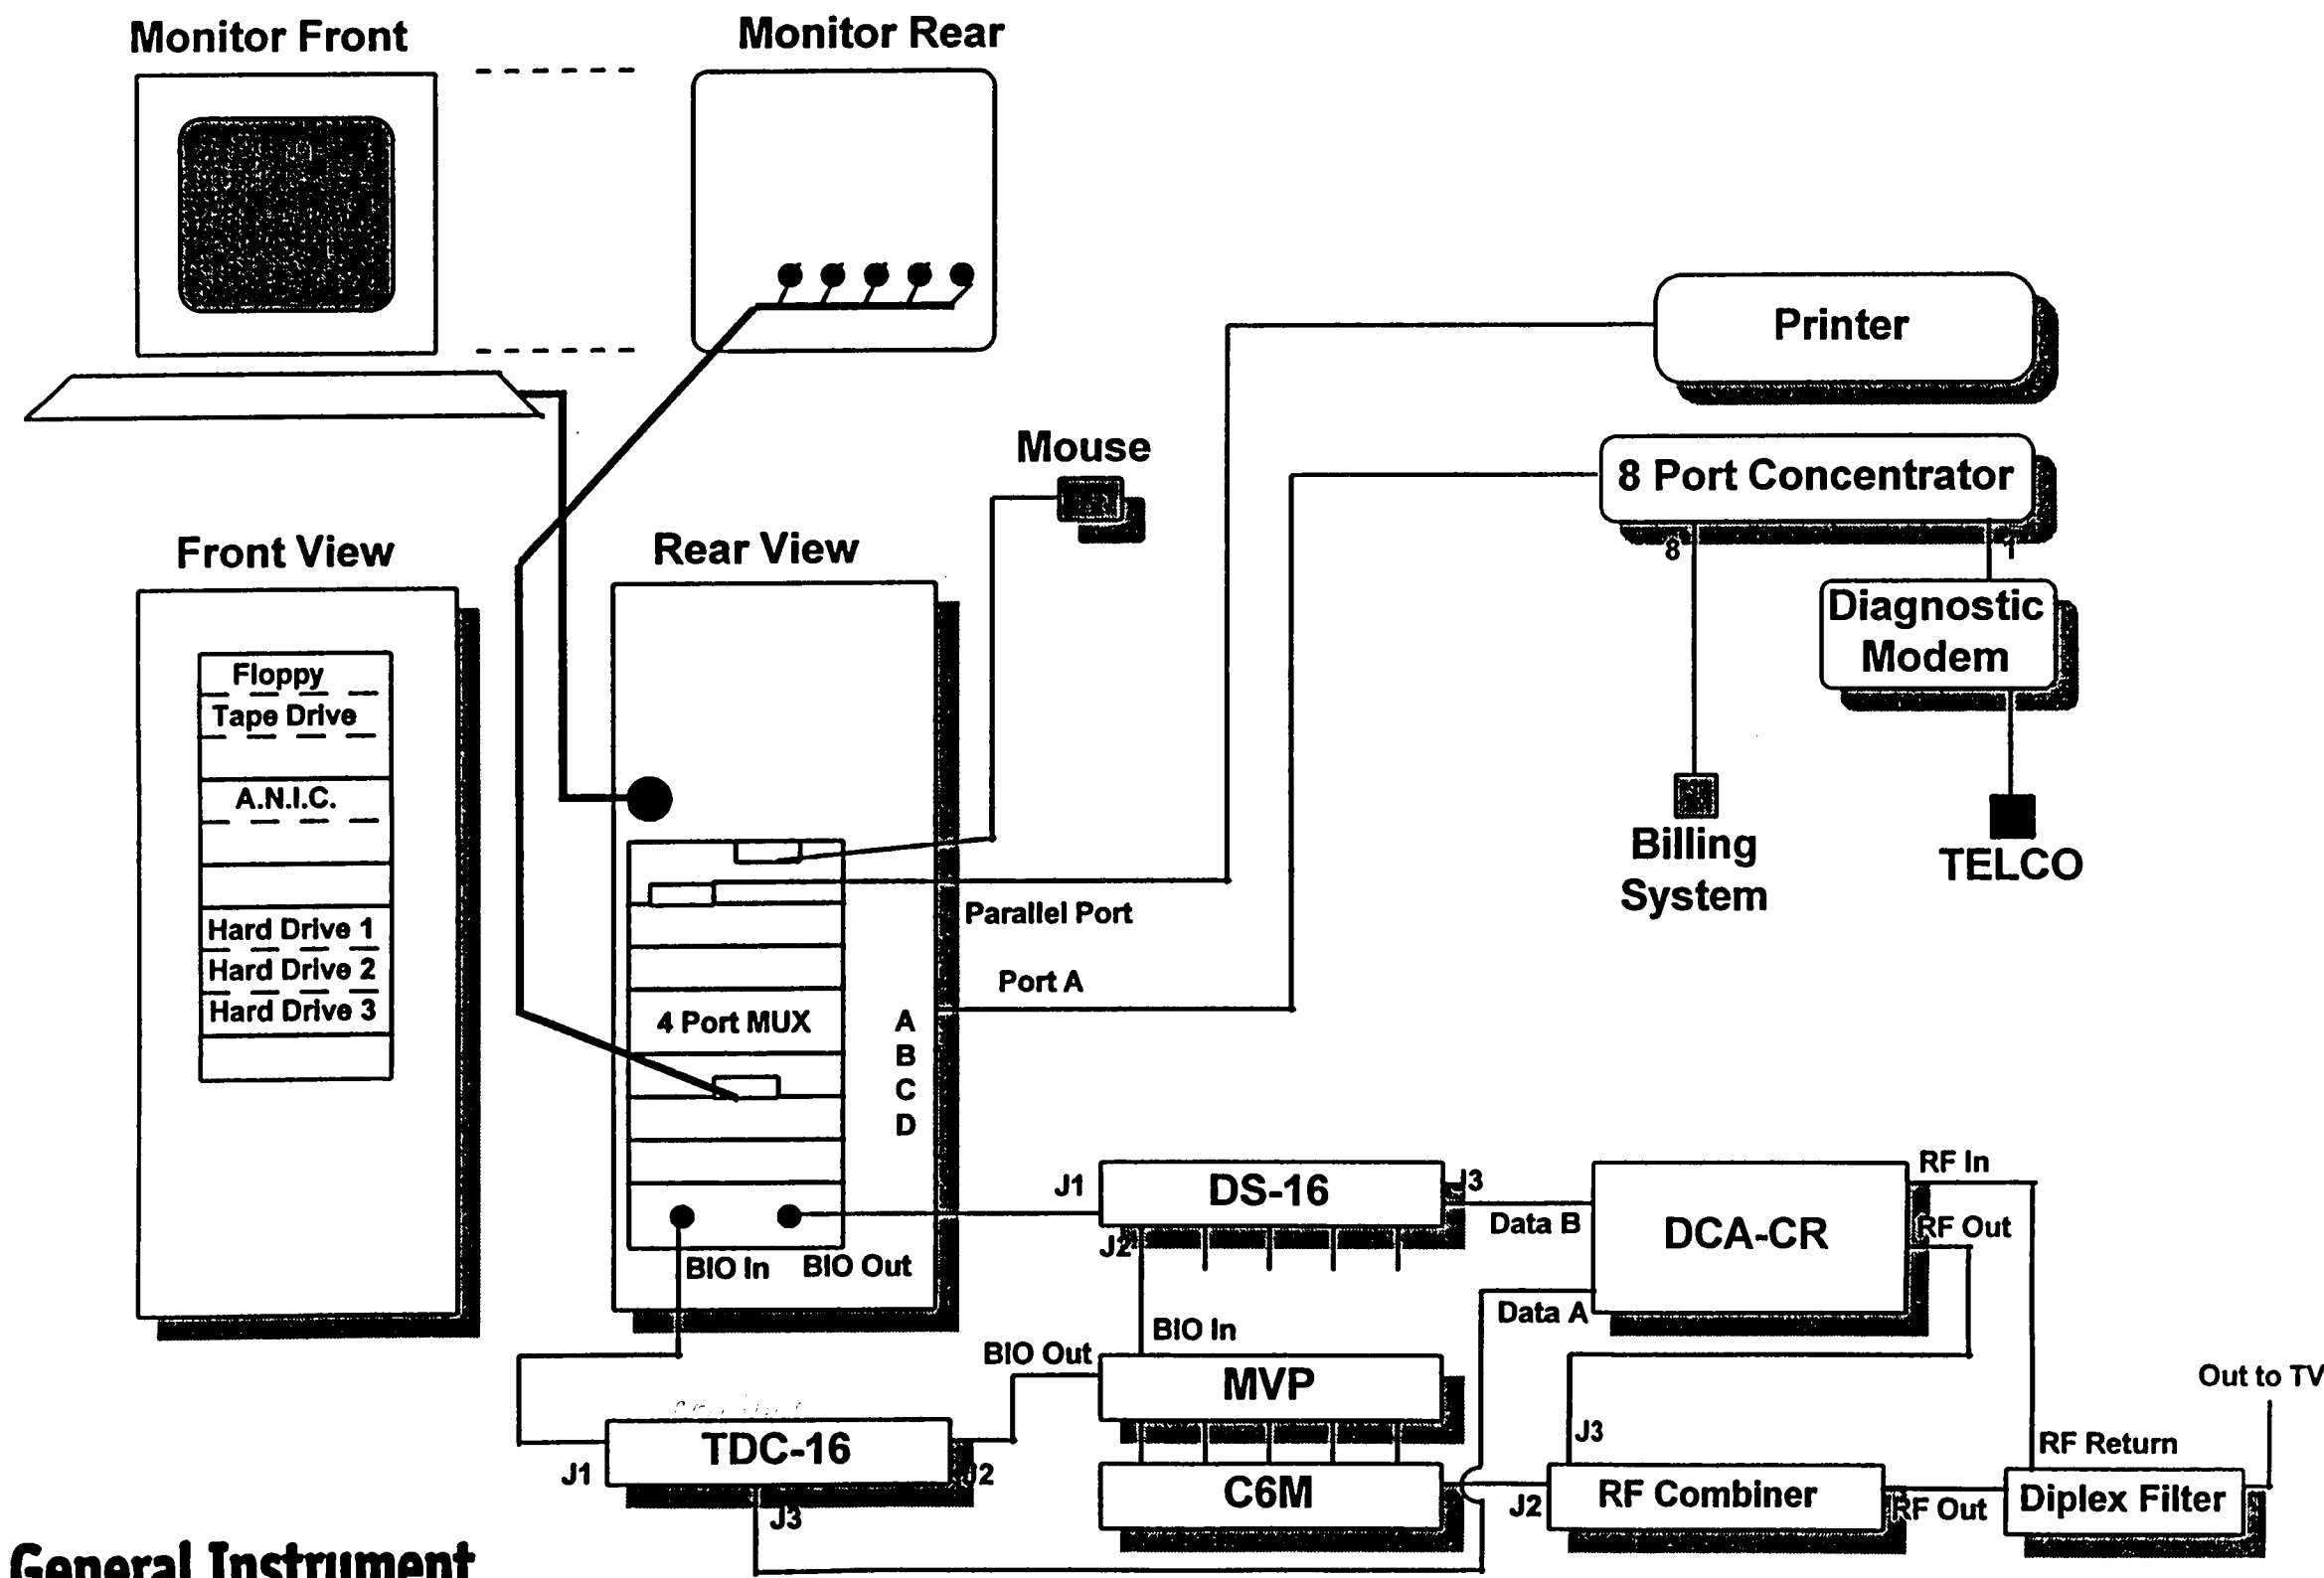 Monitor Front
Monitor Rear
Printer
Mouse
8 Port Concentrator
8
1
Front View
Rear View
Diagnostic
Modem
Floppy
Tape Drive
A.N.I.C.
Billing
System
TELCO
Parallel Port
Hard Drive 1
Hard Drive 2
Hard Drive 3
Port A
4 Port MUX
A
B
C
D
J1
DS-16
J3
Data B
DCA-CR
RF In
RF Out
J2
BIO In
BIO Out
Data A
BIO In
BIO Out
MVP
Out to TV
TDC-16
J1
J2
J3
C6M
J3
J2
RF Combiner
RF Out
RF Return
Diplex Filter
General Instrument